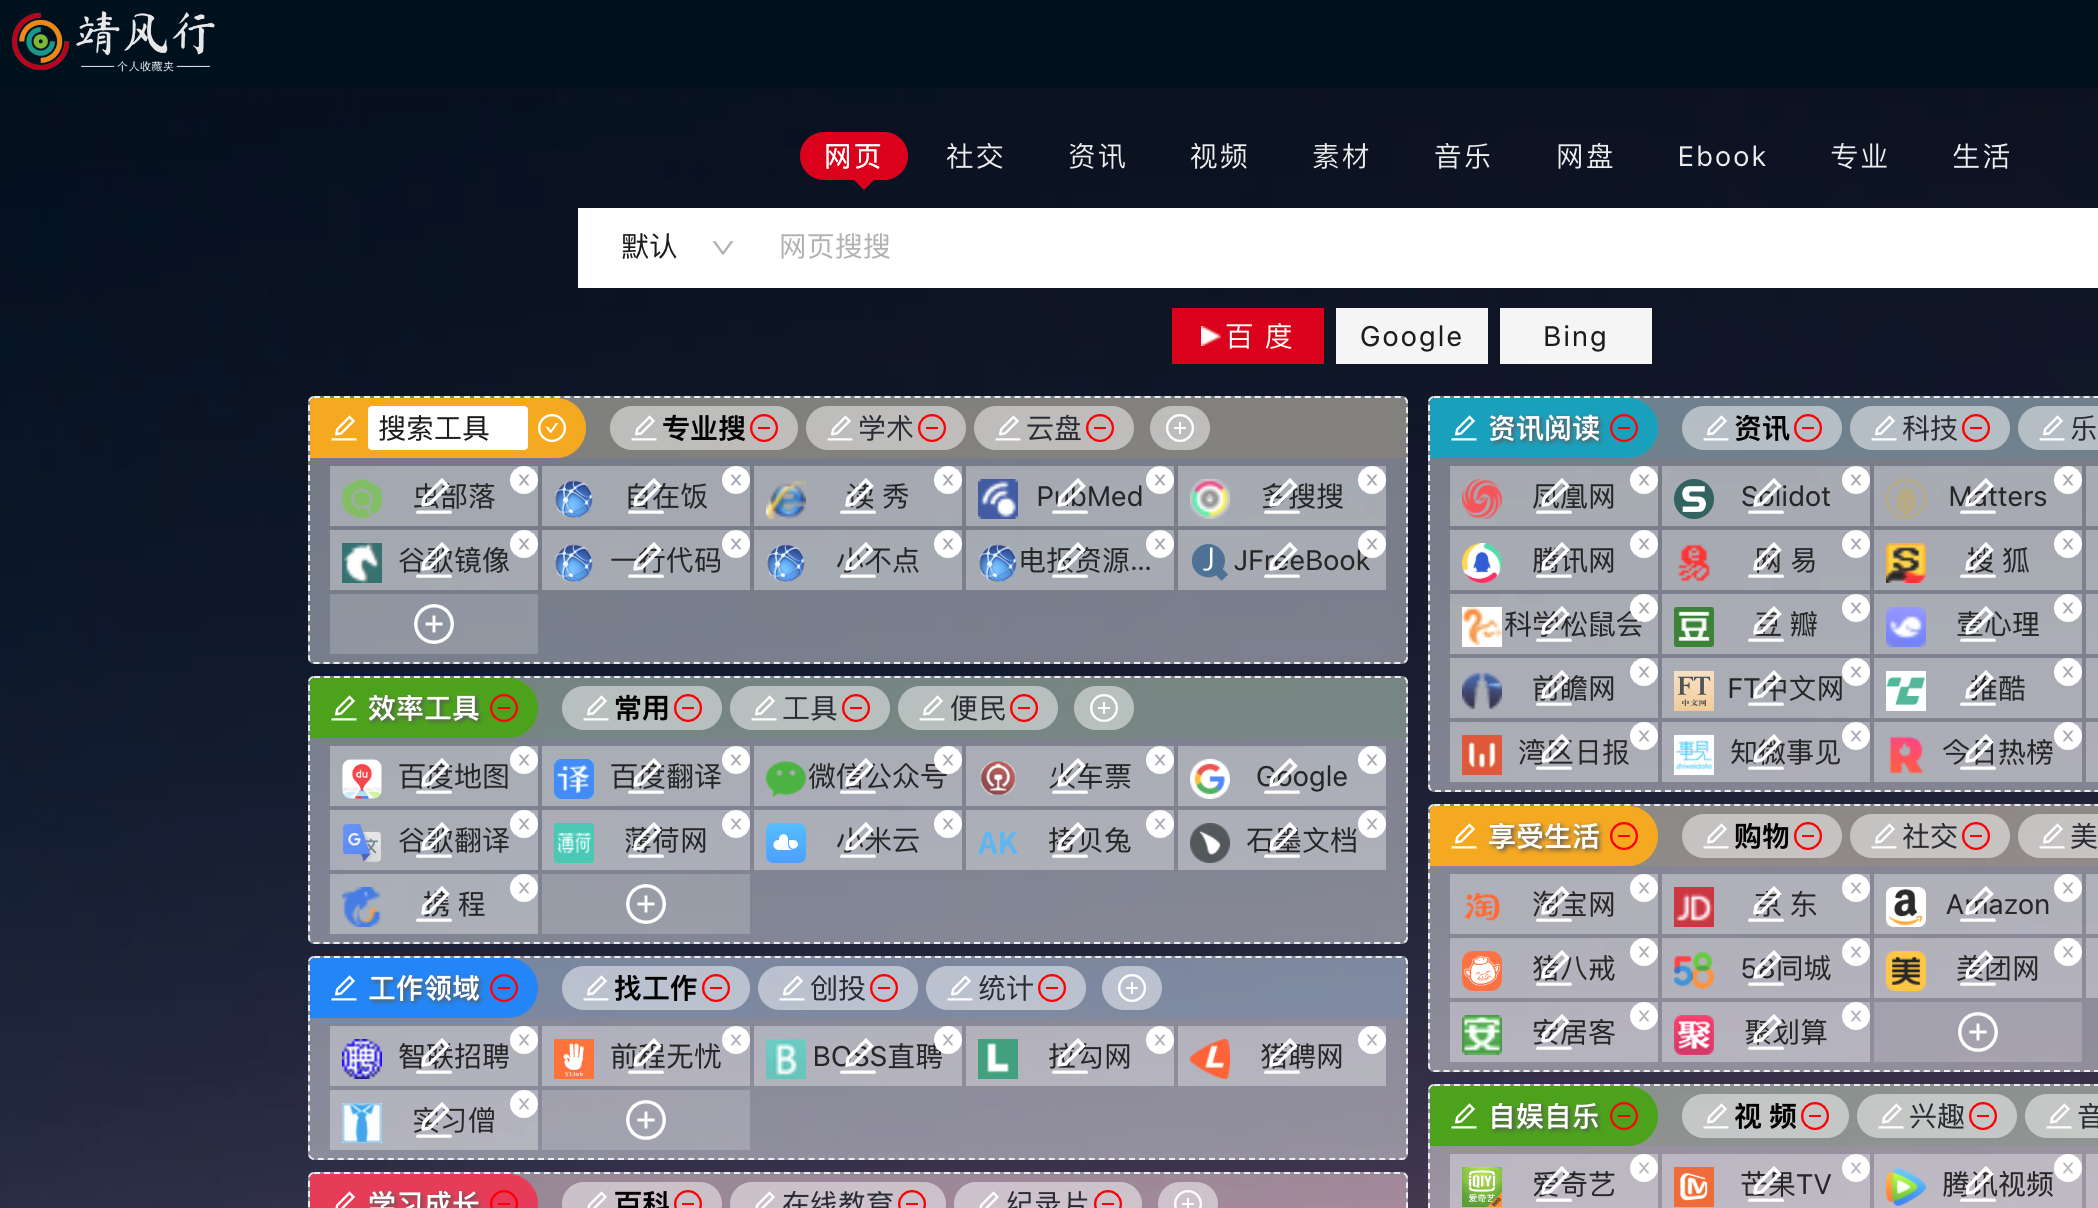 靖风行
个人收藏夹
网页 社交 资讯 视频 素材 音乐 网盘 Ebook 专业 生活
默认 网页搜搜
百度 Google Bing
搜索工具 专业搜 学术 云盘
虫部落 自在饭 读秀 PubMed 多搜搜
谷歌镜像 一行代码 小不点 电报资源... JFreeBook
效率工具 常用 工具 便民
百度地图 百度翻译 微信公众号 火车票 Google
谷歌翻译 薄荷网 小米云 拷贝兔 石墨文档
携程
工作领域 找工作 创投 统计
智联招聘 前程无忧 BOSS直聘 拉勾网 猎聘网
实习僧
学习成长 百科 在线教育 纪录片
资讯阅读 资讯 科技 乐
凤凰网 Solidot Matters
腾讯网 网易 搜狐
科学松鼠会 豆瓣 壹心理
前瞻网 FT中文网 推酷
湾区日报 知微事见 今日热榜
享受生活 购物 社交 美
淘宝网 京东 Amazon
猪八戒 58同城 美团网
安居客 聚划算
自娱自乐 视频 兴趣 音
爱奇艺 芒果TV 腾讯视频